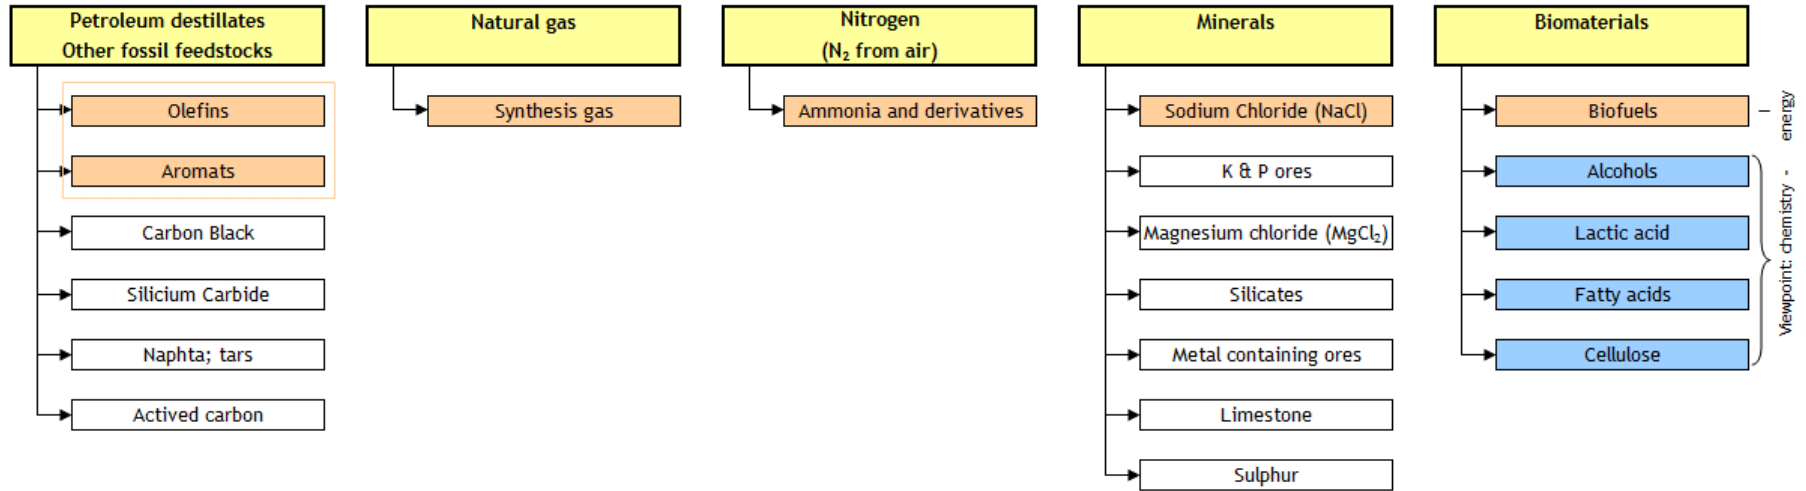 Petroleum destillates
Other fossil feedstocks
Olefins
Aromats
Carbon Black
Silicium Carbide
Naphta; tars
Actived carbon
Natural gas
Synthesis gas
Nitrogen
(N₂ from air)
Ammonia and derivatives
Minerals
Sodium Chloride (NaCl)
K & P ores
Magnesium chloride (MgCl₂)
Silicates
Metal containing ores
Limestone
Sulphur
Biomaterials
Biofuels
Alcohols
Lactic acid
Fatty acids
Cellulose
Viewpoint: chemistry - energy